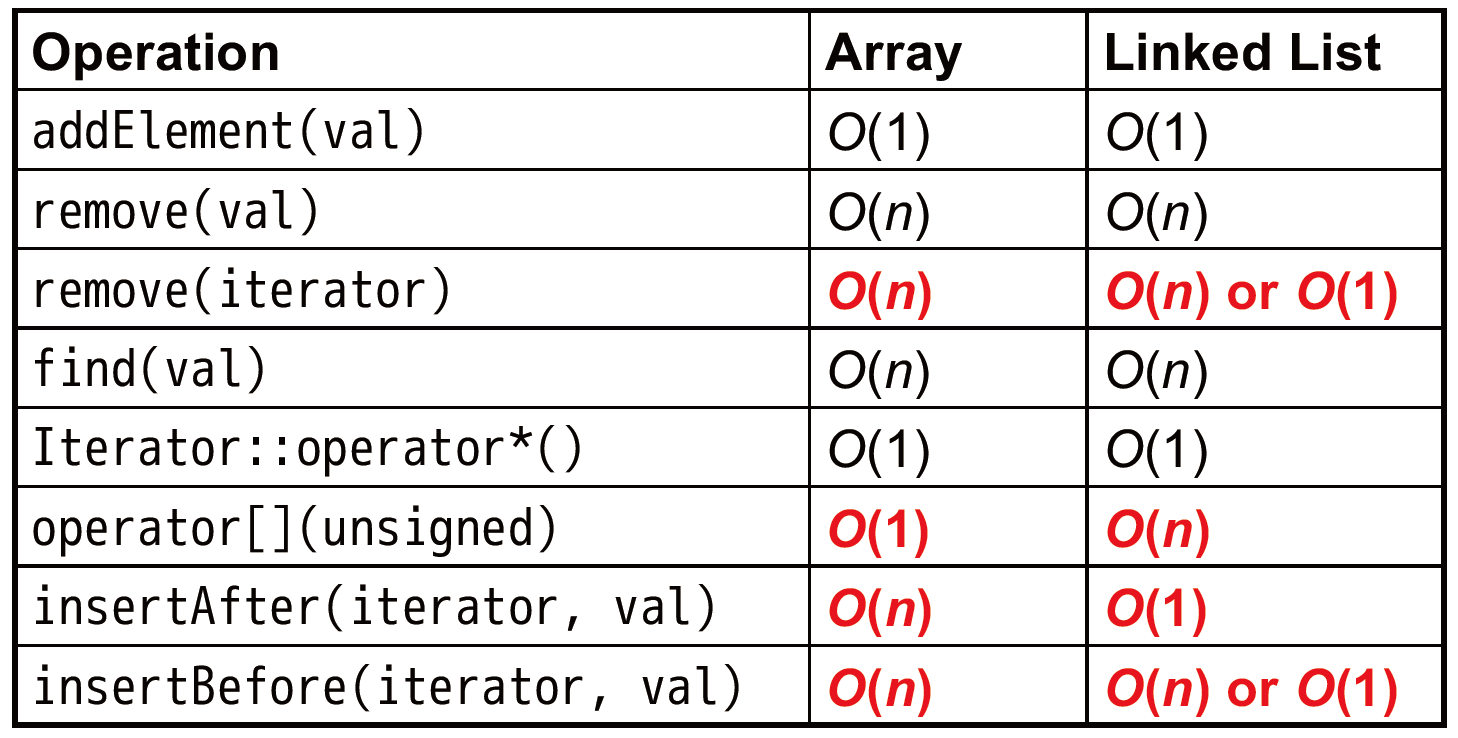 Operation Array Linked List
addElement(val) O(1) O(1)
remove(val) O(n) O(n)
remove(iterator) O(n) O(n) or O(1)
find(val) O(n) O(n)
Iterator::operator*() O(1) O(1)
operator[](unsigned) O(1) O(n)
insertAfter(iterator, val) O(n) O(1)
insertBefore(iterator, val) O(n) O(n) or O(1)